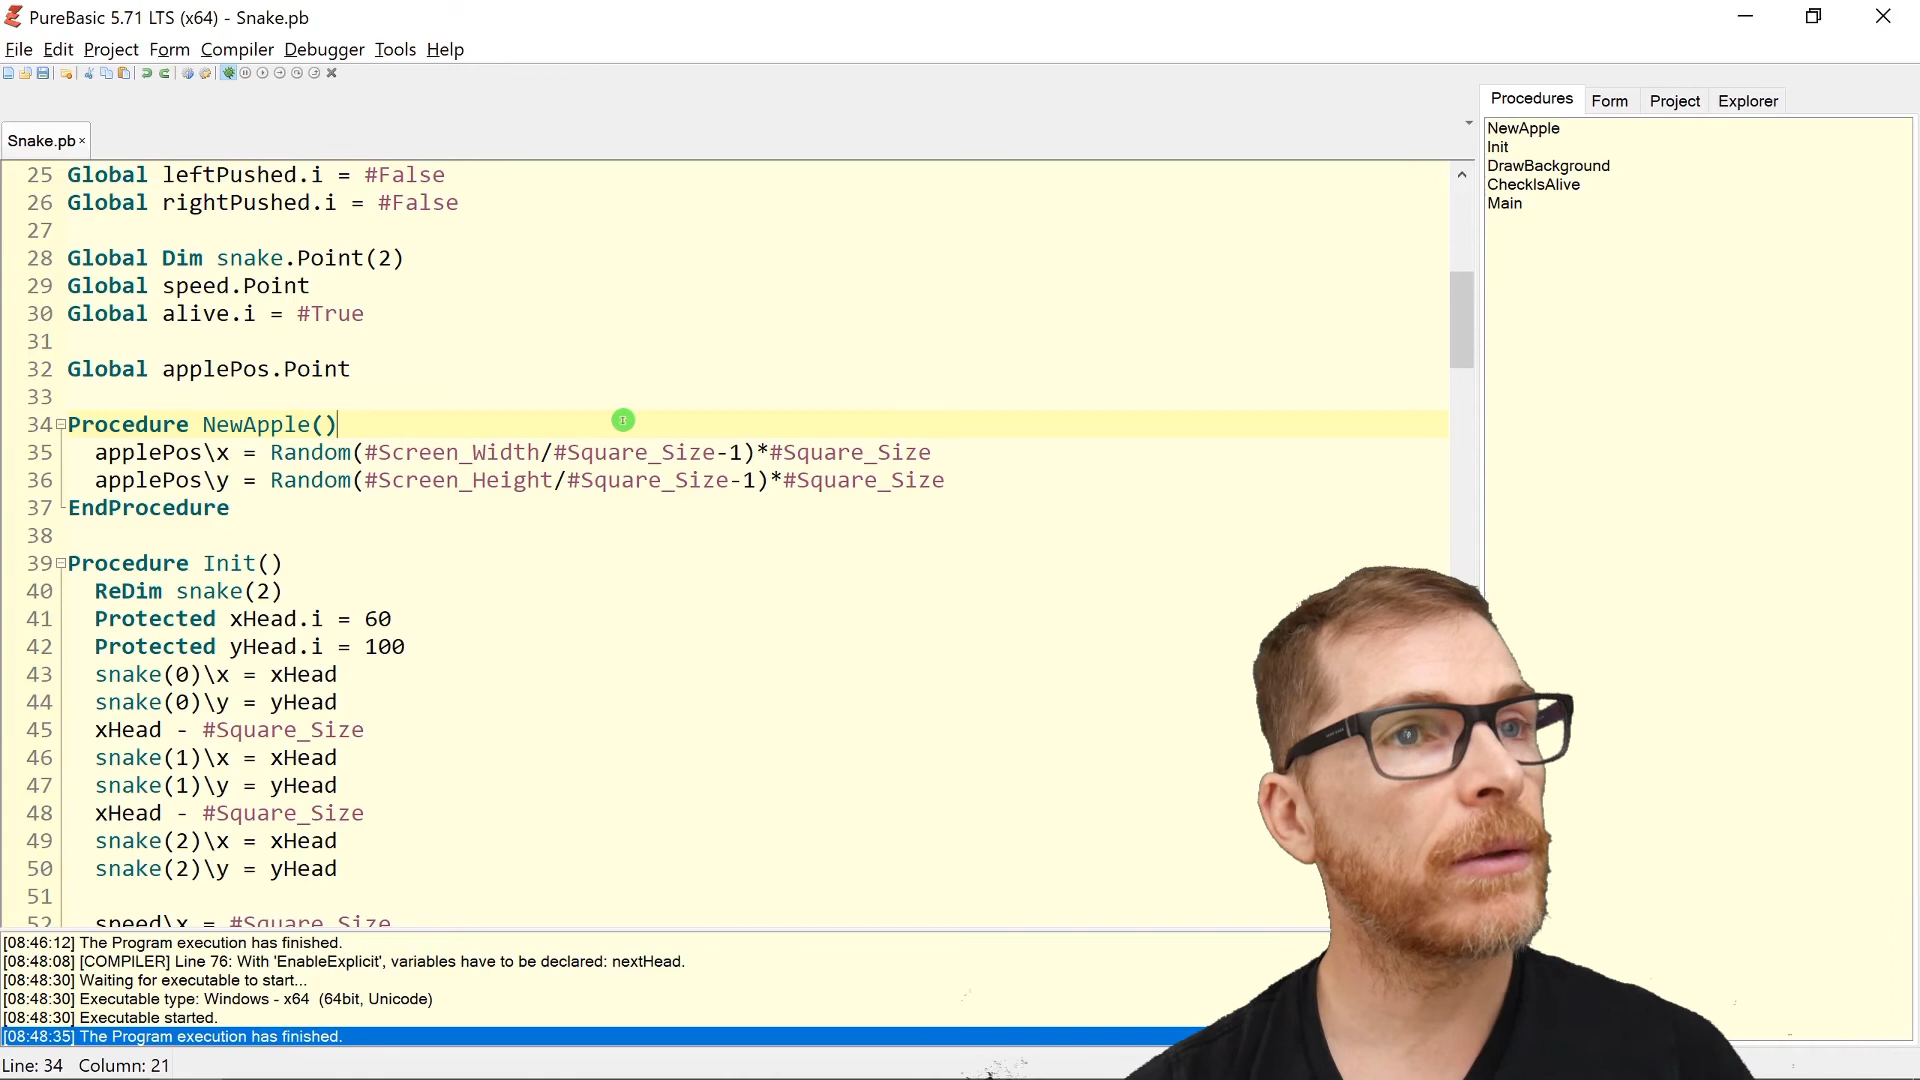 PureBasic 5.71 LTS (x64) - Snake.pb
File Edit Project Form Compiler Debugger Tools Help
Procedures Form Project Explorer
Snake.pb
NewApple
Init
DrawBackground
CheckIsAlive
Main
25 Global leftPushed.i = #False
26 Global rightPushed.i = #False
27
28 Global Dim snake.Point(2)
29 Global speed.Point
30 Global alive.i = #True
31
32 Global applePos.Point
33
34 Procedure NewApple()
35 applePos\x = Random(#Screen_Width/#Square_Size-1)*#Square_Size
36 applePos\y = Random(#Screen_Height/#Square_Size-1)*#Square_Size
37 EndProcedure
38
39 Procedure Init()
40 ReDim snake(2)
41 Protected xHead.i = 60
42 Protected yHead.i = 100
43 snake(0)\x = xHead
44 snake(0)\y = yHead
45 xHead - #Square_Size
46 snake(1)\x = xHead
47 snake(1)\y = yHead
48 xHead - #Square_Size
49 snake(2)\x = xHead
50 snake(2)\y = yHead
51
52 speed\x = #Square_Size
[08:46:12] The Program execution has finished.
[08:48:08] [COMPILER] Line 76: With 'EnableExplicit', variables have to be declared: nextHead.
[08:48:30] Waiting for executable to start...
[08:48:30] Executable type: Windows - x64 (64bit, Unicode)
[08:48:30] Executable started.
[08:48:35] The Program execution has finished.
Line: 34 Column: 21